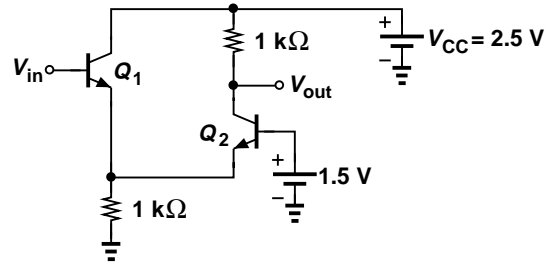 1 kΩ
+
V_CC = 2.5 V
−
V_in
Q_1
V_out
Q_2
+
1.5 V
−
1 kΩ